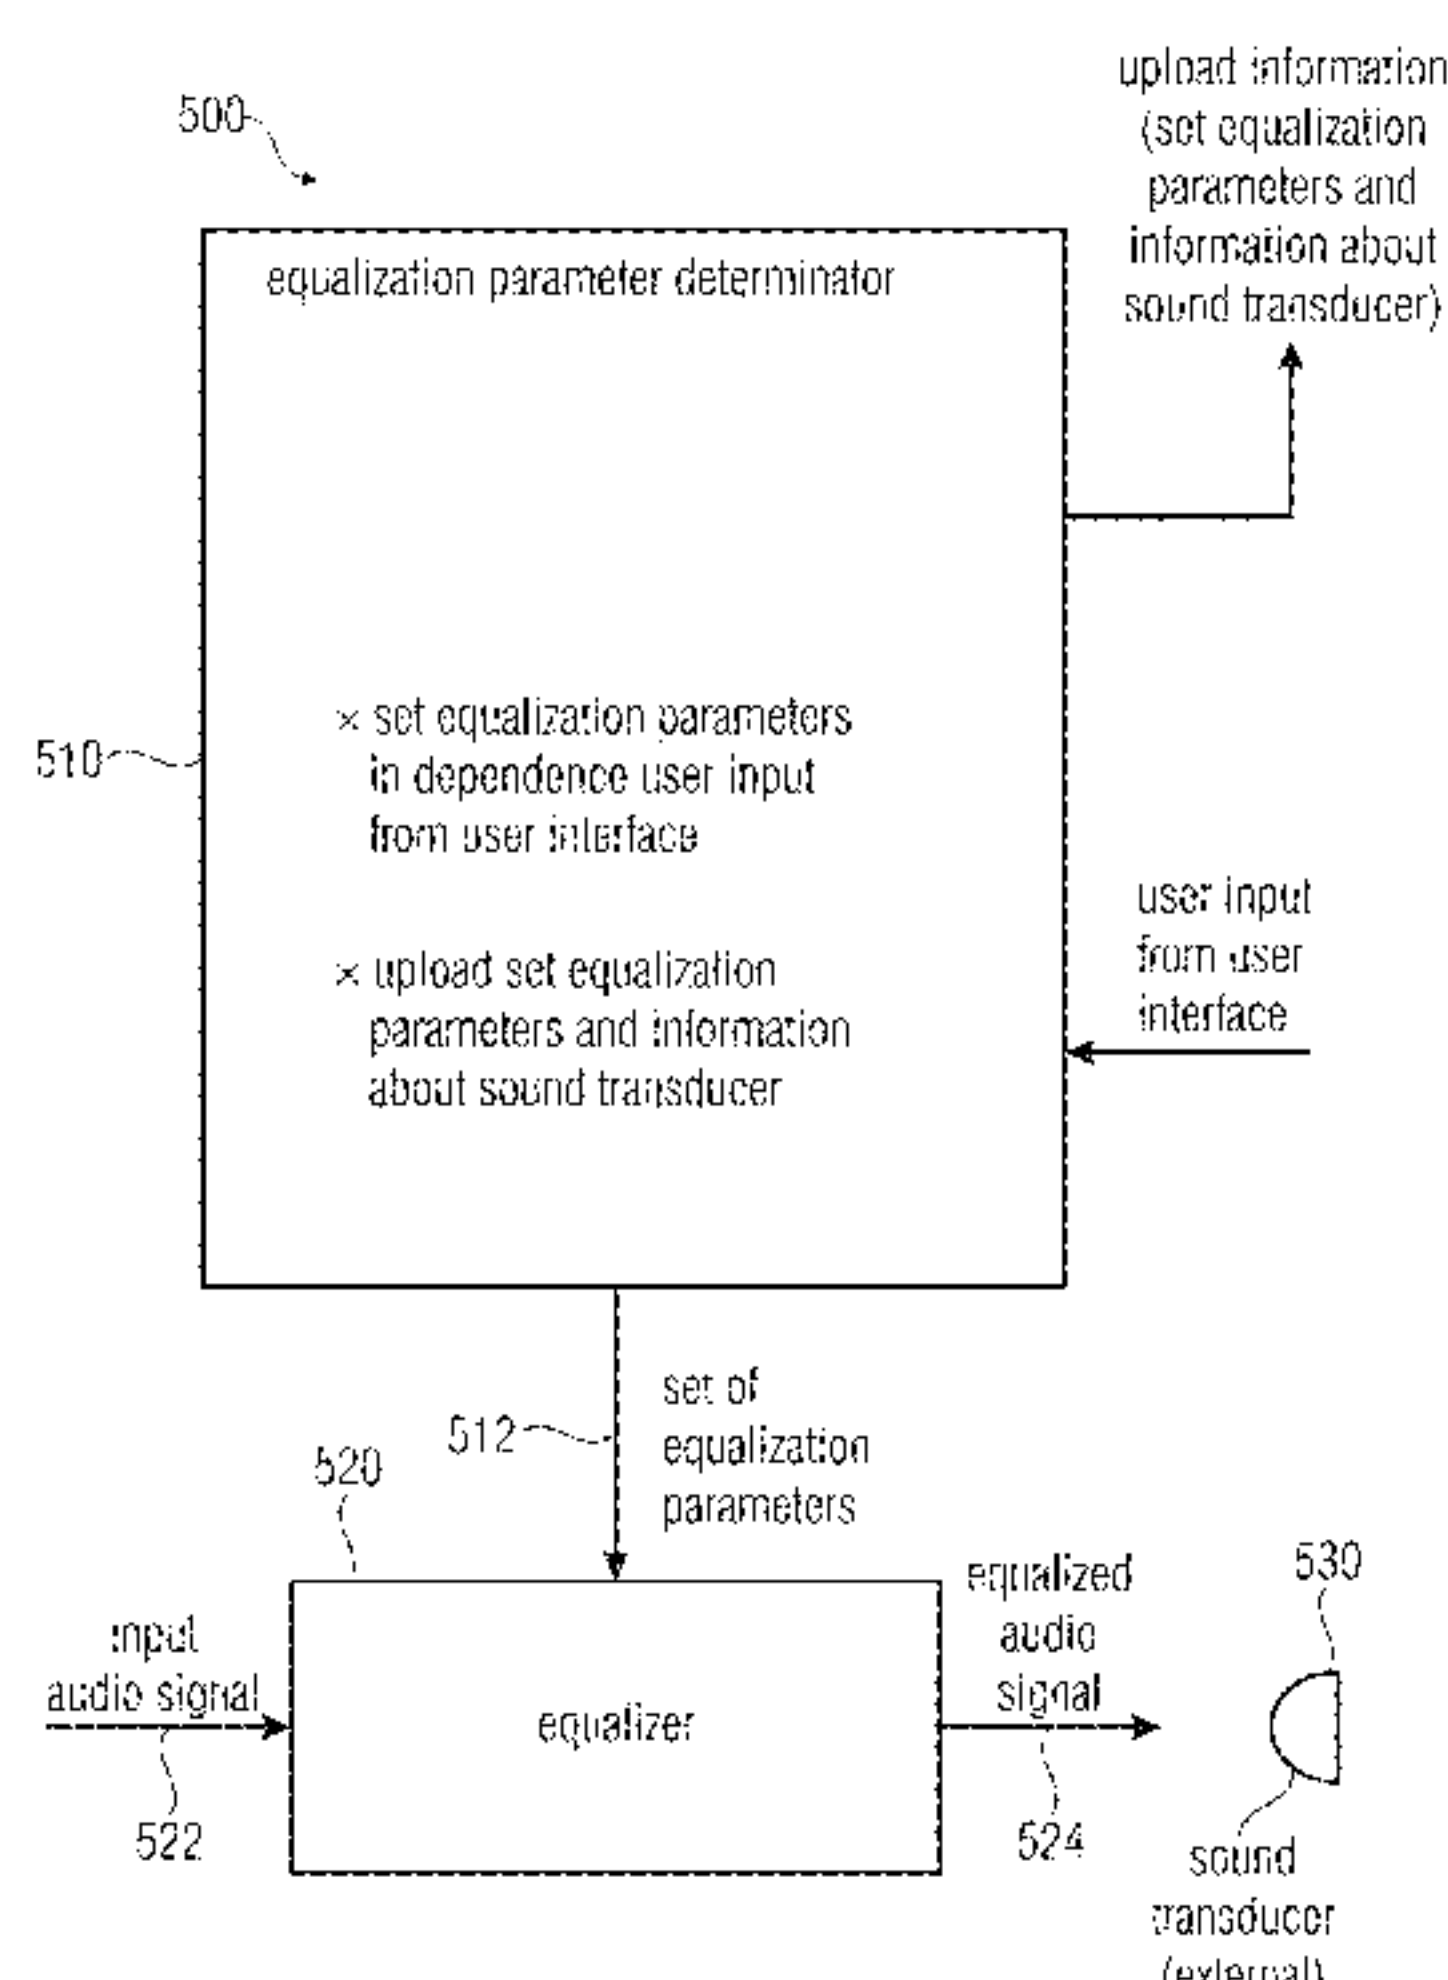 upload information
(set equalization
parameters and
information about
sound transducer)
500
equalization parameter determinator
× set equalization parameters
in dependence user input
from user interface
510
× upload set equalization
parameters and information
about sound transducer
user input
from user
interface
512
set of
equalization
parameters
520
input
audio signal
522
equalizer
equalized
audio
signal
524
530
sound
transducer
(external)